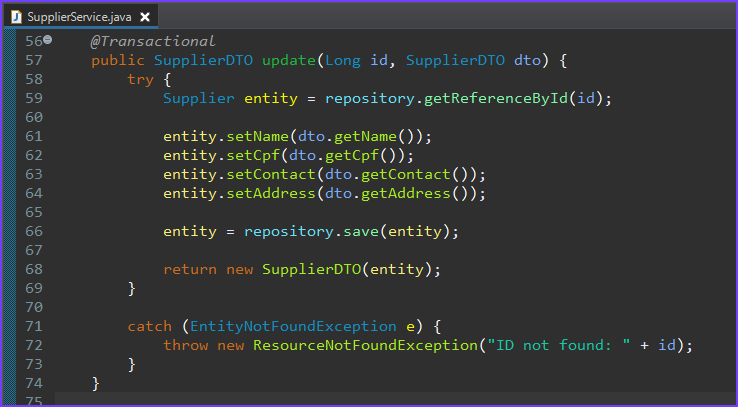 SupplierService.java
56 @Transactional
57 public SupplierDTO update(Long id, SupplierDTO dto) {
58 try {
59 Supplier entity = repository.getReferenceById(id);
60
61 entity.setName(dto.getName());
62 entity.setCpf(dto.getCpf());
63 entity.setContact(dto.getContact());
64 entity.setAddress(dto.getAddress());
65
66 entity = repository.save(entity);
67
68 return new SupplierDTO(entity);
69 }
70
71 catch (EntityNotFoundException e) {
72 throw new ResourceNotFoundException("ID not found: " + id);
73 }
74 }
75